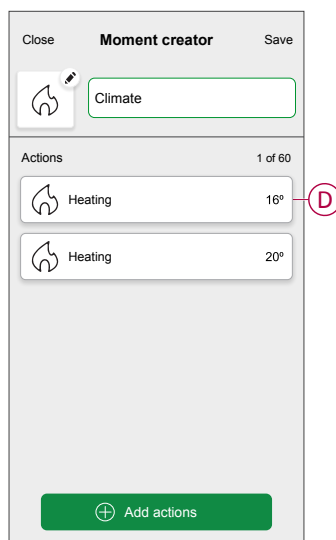 Close Moment creator Save
Climate
Actions 1 of 60
Heating 16º
D
Heating 20º
Add actions